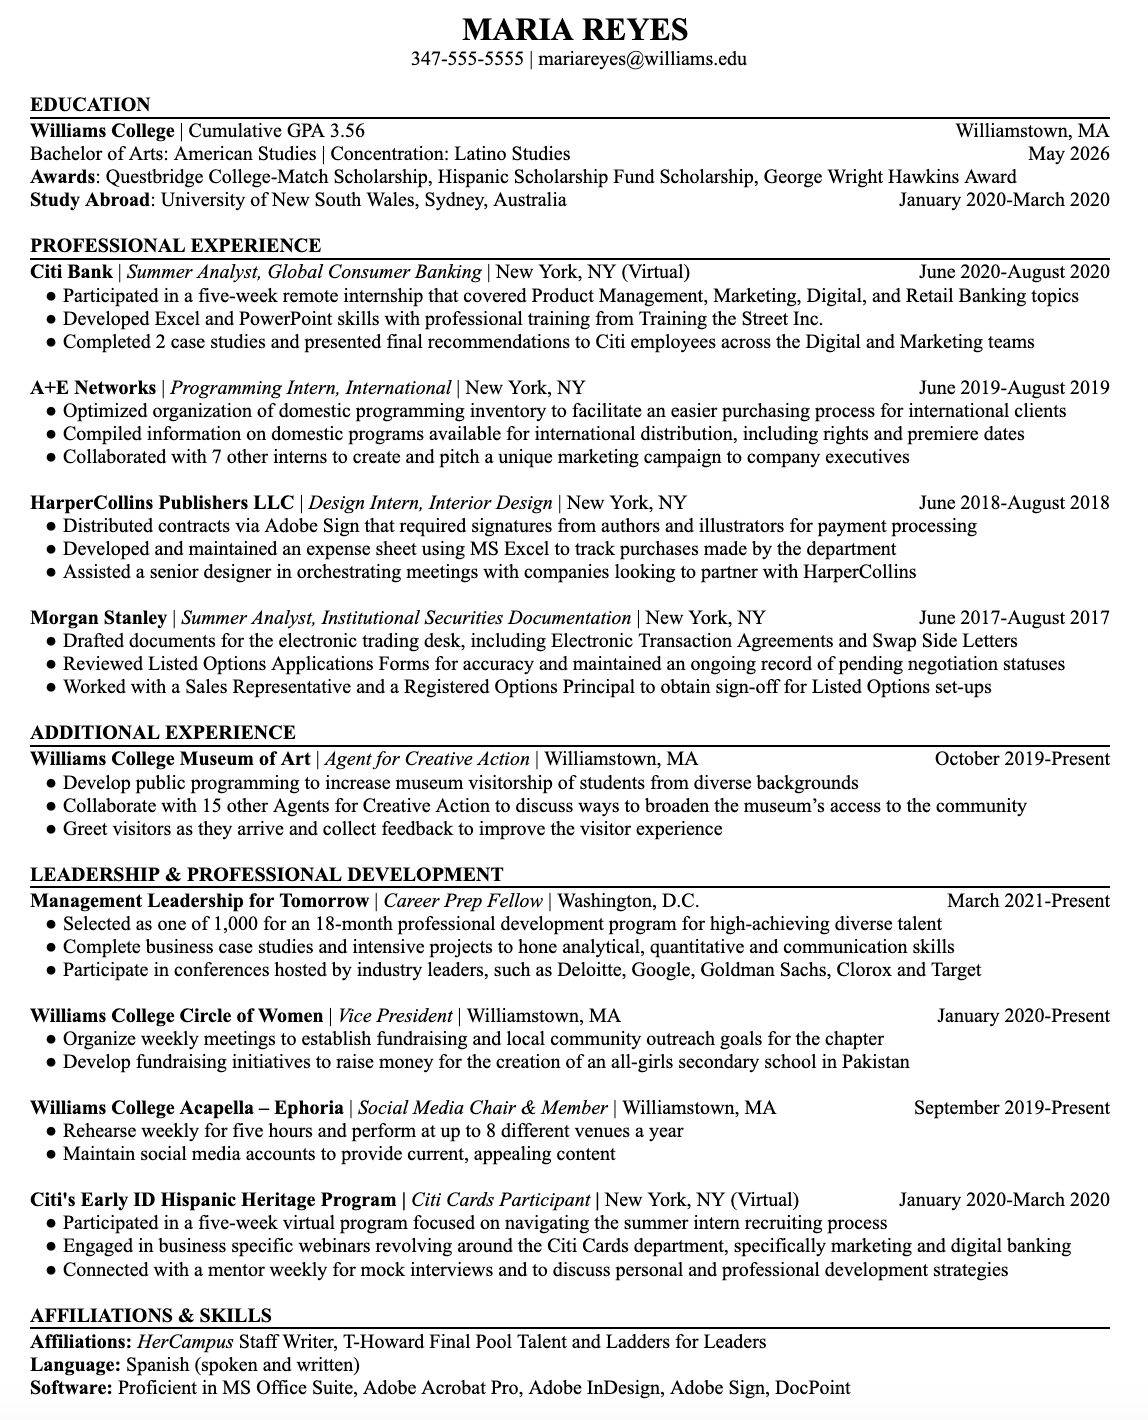 MARIA REYES
347-555-5555 | mariareyes@williams.edu
EDUCATION
Williams College | Cumulative GPA 3.56 Williamstown, MA
Bachelor of Arts: American Studies | Concentration: Latino Studies May 2026
Awards: Questbridge College-Match Scholarship, Hispanic Scholarship Fund Scholarship, George Wright Hawkins Award
Study Abroad: University of New South Wales, Sydney, Australia January 2020-March 2020
PROFESSIONAL EXPERIENCE
Citi Bank | Summer Analyst, Global Consumer Banking | New York, NY (Virtual) June 2020-August 2020
● Participated in a five-week remote internship that covered Product Management, Marketing, Digital, and Retail Banking topics
● Developed Excel and PowerPoint skills with professional training from Training the Street Inc.
● Completed 2 case studies and presented final recommendations to Citi employees across the Digital and Marketing teams
A+E Networks | Programming Intern, International | New York, NY June 2019-August 2019
● Optimized organization of domestic programming inventory to facilitate an easier purchasing process for international clients
● Compiled information on domestic programs available for international distribution, including rights and premiere dates
● Collaborated with 7 other interns to create and pitch a unique marketing campaign to company executives
HarperCollins Publishers LLC | Design Intern, Interior Design | New York, NY June 2018-August 2018
● Distributed contracts via Adobe Sign that required signatures from authors and illustrators for payment processing
● Developed and maintained an expense sheet using MS Excel to track purchases made by the department
● Assisted a senior designer in orchestrating meetings with companies looking to partner with HarperCollins
Morgan Stanley | Summer Analyst, Institutional Securities Documentation | New York, NY June 2017-August 2017
● Drafted documents for the electronic trading desk, including Electronic Transaction Agreements and Swap Side Letters
● Reviewed Listed Options Applications Forms for accuracy and maintained an ongoing record of pending negotiation statuses
● Worked with a Sales Representative and a Registered Options Principal to obtain sign-off for Listed Options set-ups
ADDITIONAL EXPERIENCE
Williams College Museum of Art | Agent for Creative Action | Williamstown, MA October 2019-Present
● Develop public programming to increase museum visitorship of students from diverse backgrounds
● Collaborate with 15 other Agents for Creative Action to discuss ways to broaden the museum’s access to the community
● Greet visitors as they arrive and collect feedback to improve the visitor experience
LEADERSHIP & PROFESSIONAL DEVELOPMENT
Management Leadership for Tomorrow | Career Prep Fellow | Washington, D.C. March 2021-Present
● Selected as one of 1,000 for an 18-month professional development program for high-achieving diverse talent
● Complete business case studies and intensive projects to hone analytical, quantitative and communication skills
● Participate in conferences hosted by industry leaders, such as Deloitte, Google, Goldman Sachs, Clorox and Target
Williams College Circle of Women | Vice President | Williamstown, MA January 2020-Present
● Organize weekly meetings to establish fundraising and local community outreach goals for the chapter
● Develop fundraising initiatives to raise money for the creation of an all-girls secondary school in Pakistan
Williams College Acapella – Ephoria | Social Media Chair & Member | Williamstown, MA September 2019-Present
● Rehearse weekly for five hours and perform at up to 8 different venues a year
● Maintain social media accounts to provide current, appealing content
Citi's Early ID Hispanic Heritage Program | Citi Cards Participant | New York, NY (Virtual) January 2020-March 2020
● Participated in a five-week virtual program focused on navigating the summer intern recruiting process
● Engaged in business specific webinars revolving around the Citi Cards department, specifically marketing and digital banking
● Connected with a mentor weekly for mock interviews and to discuss personal and professional development strategies
AFFILIATIONS & SKILLS
Affiliations: HerCampus Staff Writer, T-Howard Final Pool Talent and Ladders for Leaders
Language: Spanish (spoken and written)
Software: Proficient in MS Office Suite, Adobe Acrobat Pro, Adobe InDesign, Adobe Sign, DocPoint